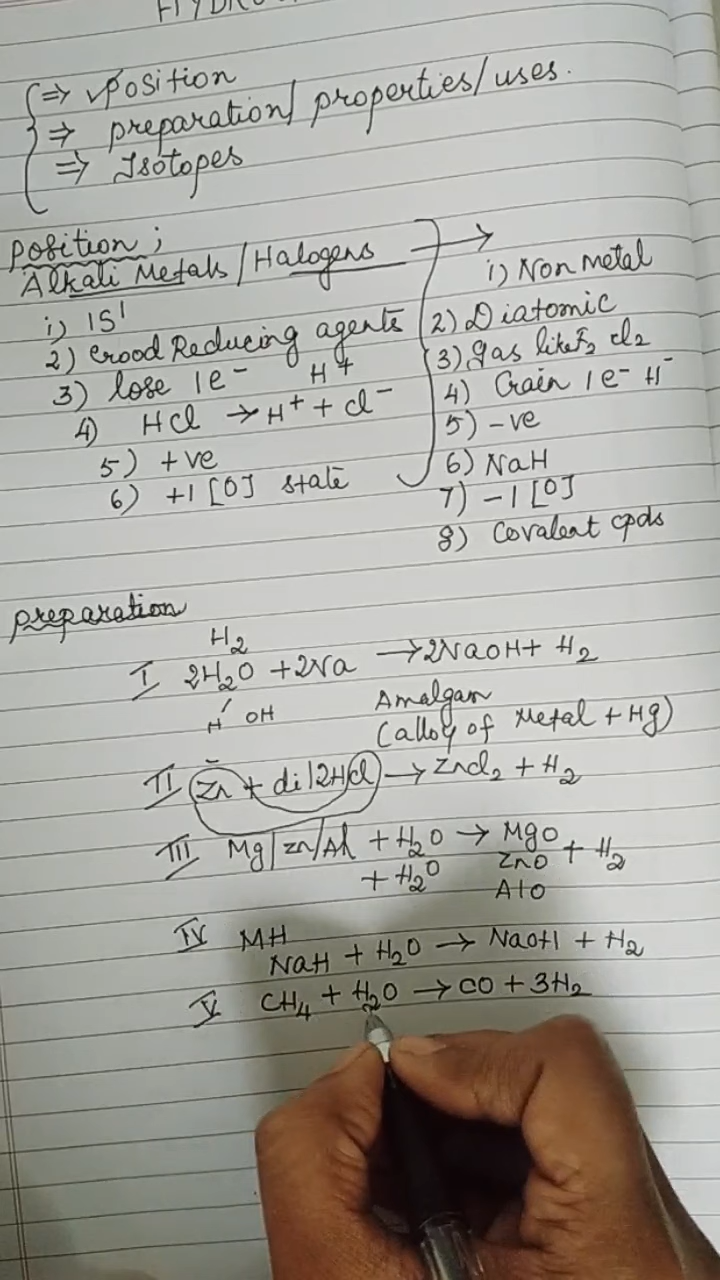 ⇒ ✓Position
⇒ preparation/properties/uses.
⇒ Isotopes
Position ;
Alkali Metals / Halogens →
i) 1S¹
2) Good Reducing agents
3) lose 1e⁻ H⁺
4) HCl → H⁺ + Cl⁻
5) +ve
6) +1 [O] state
i) Non metal
2) Diatomic
3) gas like F₂ Cl₂
4) Gain 1e⁻ H⁻
5) -ve
6) NaH
7) -1 [O]
8) Covalent cpds
preparation
H₂
I 2H₂O + 2Na → 2NaOH + H₂
H OH
Amalgam
(alloy of Metal + Hg)
II Zn + dil 2HCl → ZnCl₂ + H₂
III Mg/Zn/Al + H₂O → MgO + H₂
+ H₂O ZnO
AlO
IV MH
NaH + H₂O → NaOH + H₂
V CH₄ + H₂O → CO + 3H₂